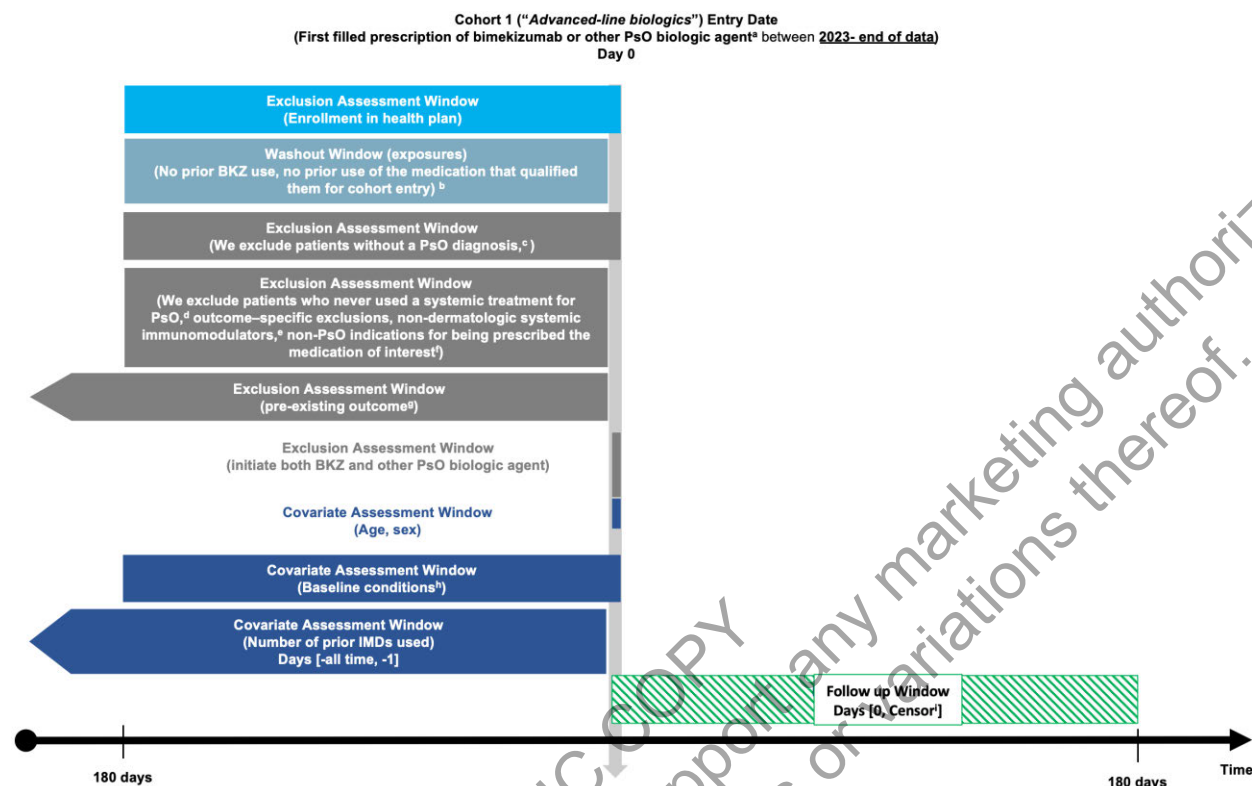 Cohort 1 ("Advanced-line biologics") Entry Date
(First filled prescription of bimekizumab or other PsO biologic agentᵃ between 2023- end of data)
Day 0
Exclusion Assessment Window
(Enrollment in health plan)
Washout Window (exposures)
(No prior BKZ use, no prior use of the medication that qualified
them for cohort entry) ᵇ
Exclusion Assessment Window
(We exclude patients without a PsO diagnosis,ᶜ )
Exclusion Assessment Window
(We exclude patients who never used a systemic treatment for
PsO,ᵈ outcome–specific exclusions, non-dermatologic systemic
immunomodulators,ᵉ non-PsO indications for being prescribed the
medication of interestᶠ)
Exclusion Assessment Window
(pre-existing outcomeᵍ)
Exclusion Assessment Window
(initiate both BKZ and other PsO biologic agent)
Covariate Assessment Window
(Age, sex)
Covariate Assessment Window
(Baseline conditionsʰ)
Covariate Assessment Window
(Number of prior IMDs used)
Days [-all time, -1]
Follow up Window
Days [0, Censorⁱ]
180 days
180 days
Time
COPY
any marketing
variations thereof.